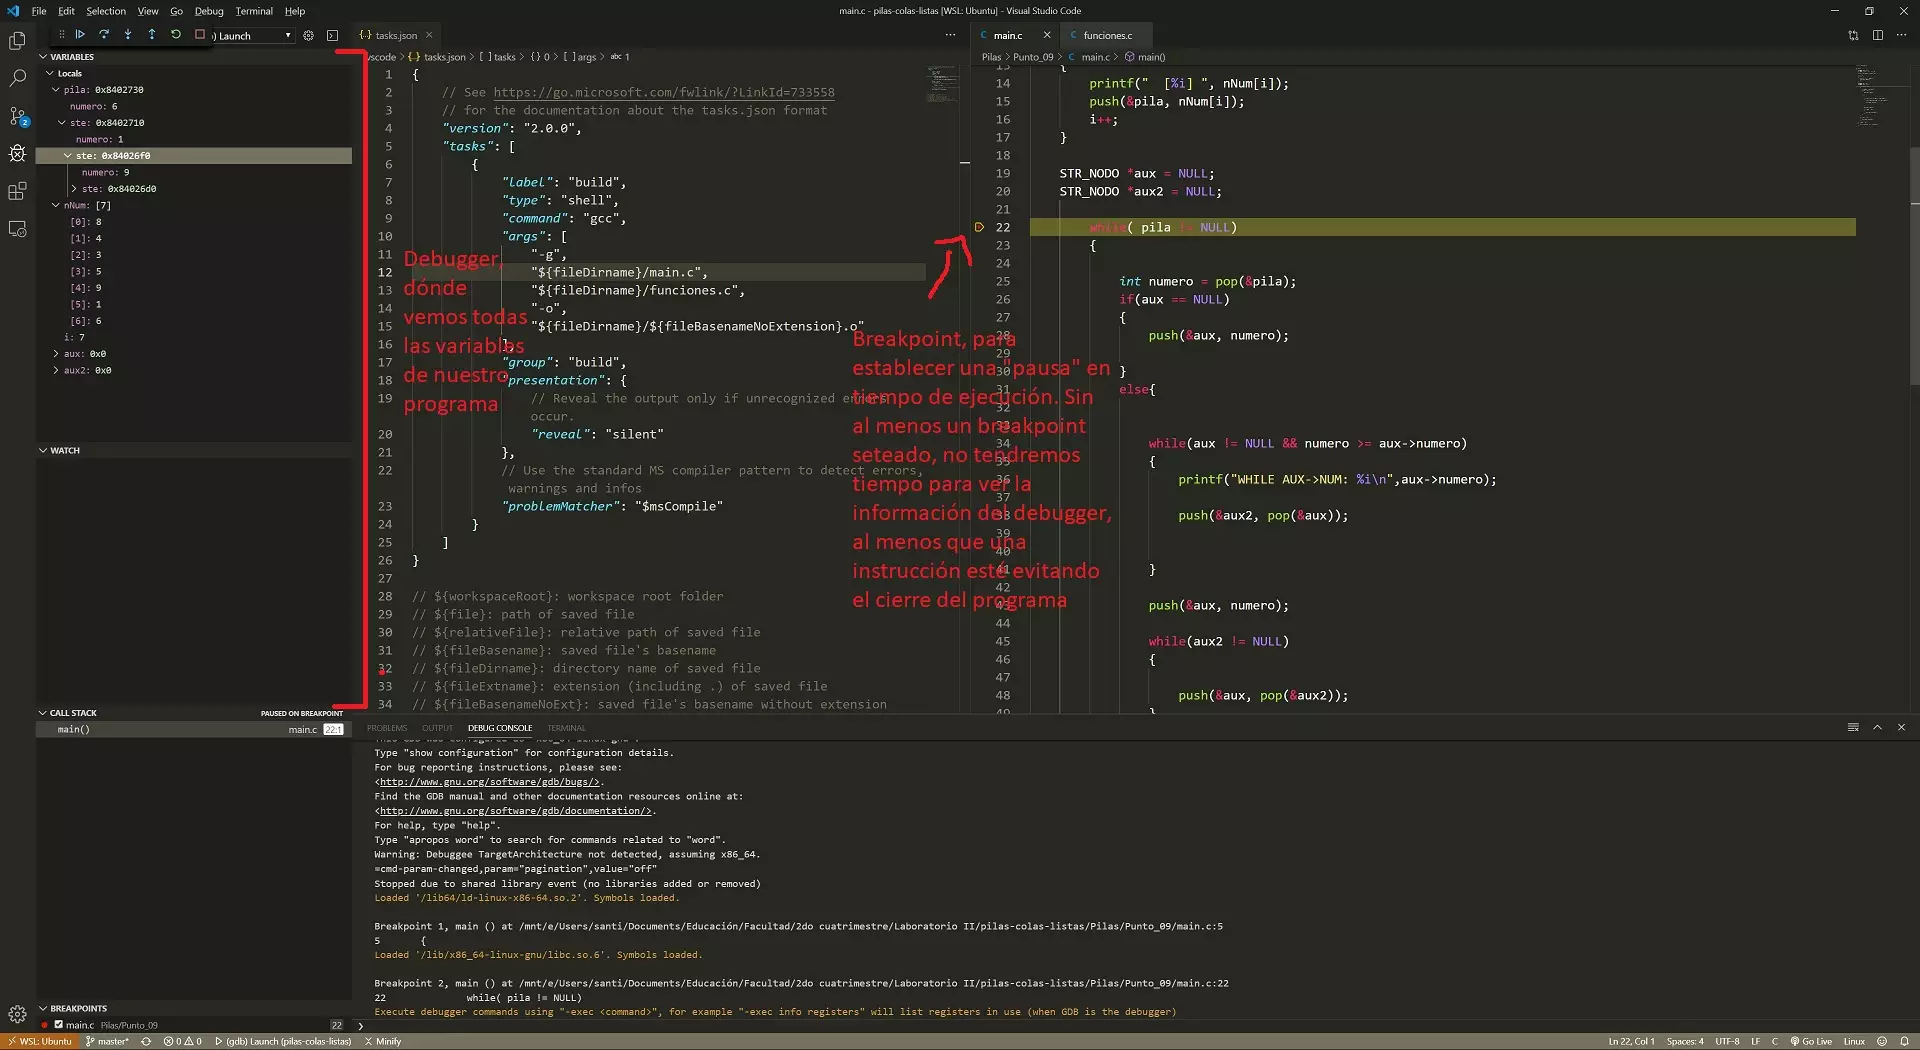 File Edit Selection View Go Debug Terminal Help
main.c - pilas-colas-listas [WSL: Ubuntu] - Visual Studio Code
) Launch
VARIABLES
Locals
pila: 0x8402730
numero: 6
ste: 0x8402710
numero: 1
ste: 0x84026f0
numero: 9
ste: 0x84026d0
nNum: [7]
[0]: 8
[1]: 4
[2]: 3
[3]: 5
[4]: 9
[5]: 1
[6]: 6
i: 7
aux: 0x0
aux2: 0x0
WATCH
CALL STACK PAUSED ON BREAKPOINT
main() main.c 22:1
BREAKPOINTS
main.c Pilas/Punto_09 22
{} tasks.json
vscode > {} tasks.json > [ ] tasks > {} 0 > [ ] args > abc 1
1 {
2 // See https://go.microsoft.com/fwlink/?LinkId=733558
3 // for the documentation about the tasks.json format
4 "version": "2.0.0",
5 "tasks": [
6 {
7 "label": "build",
8 "type": "shell",
9 "command": "gcc",
10 "args": [
11 "-g",
12 "${fileDirname}/main.c",
13 "${fileDirname}/funciones.c",
14 "-o",
15 "${fileDirname}/${fileBasenameNoExtension}.o"
16 ],
17 "group": "build",
18 "presentation": {
19 // Reveal the output only if unrecognized errors
occur.
20 "reveal": "silent"
21 },
22 // Use the standard MS compiler pattern to detect errors,
warnings and infos
23 "problemMatcher": "$msCompile"
24 }
25 ]
26 }
27
28 // ${workspaceRoot}: workspace root folder
29 // ${file}: path of saved file
30 // ${relativeFile}: relative path of saved file
31 // ${fileBasename}: saved file's basename
32 // ${fileDirname}: directory name of saved file
33 // ${fileExtname}: extension (including .) of saved file
34 // ${fileBasenameNoExt}: saved file's basename without extension
Debugger,
dónde
vemos todas
las variables
de nuestro
programa
Breakpoint, para
establecer una "pausa" en
tiempo de ejecución. Sin
al menos un breakpoint
seteado, no tendremos
tiempo para ver la
información del debugger,
al menos que una
instrucción esté evitando
el cierre del programa
C main.c C funciones.c
Pilas > Punto_09 > C main.c > main()
13 {
14 printf(" [%i] ", nNum[i]);
15 push(&pila, nNum[i]);
16 i++;
17 }
18
19 STR_NODO *aux = NULL;
20 STR_NODO *aux2 = NULL;
21
22 while( pila != NULL)
23 {
24
25 int numero = pop(&pila);
26 if(aux == NULL)
27 {
28 push(&aux, numero);
29
30 }
31 else{
32
33
34 while(aux != NULL && numero >= aux->numero)
35 {
36 printf("WHILE AUX->NUM: %i\n",aux->numero);
37
38 push(&aux2, pop(&aux));
39
40
41 }
42
43 push(&aux, numero);
44
45 while(aux2 != NULL)
46 {
47
48 push(&aux, pop(&aux2));
49 }
PROBLEMS OUTPUT DEBUG CONSOLE TERMINAL
This GDB was configured as "x86_64-linux-gnu".
Type "show configuration" for configuration details.
For bug reporting instructions, please see:
<http://www.gnu.org/software/gdb/bugs/>.
Find the GDB manual and other documentation resources online at:
<http://www.gnu.org/software/gdb/documentation/>.
For help, type "help".
Type "apropos word" to search for commands related to "word".
Warning: Debuggee TargetArchitecture not detected, assuming x86_64.
=cmd-param-changed,param="pagination",value="off"
Stopped due to shared library event (no libraries added or removed)
Loaded '/lib64/ld-linux-x86-64.so.2'. Symbols loaded.
Breakpoint 1, main () at /mnt/e/Users/santi/Documents/Educación/Facultad/2do cuatrimestre/Laboratorio II/pilas-colas-listas/Pilas/Punto_09/main.c:5
5 {
Loaded '/lib/x86_64-linux-gnu/libc.so.6'. Symbols loaded.
Breakpoint 2, main () at /mnt/e/Users/santi/Documents/Educación/Facultad/2do cuatrimestre/Laboratorio II/pilas-colas-listas/Pilas/Punto_09/main.c:22
22 while( pila != NULL)
Execute debugger commands using "-exec <command>", for example "-exec info registers" will list registers in use (when GDB is the debugger)
>
WSL: Ubuntu master* 0 0 (gdb) Launch (pilas-colas-listas) Minify
Ln 22, Col 1 Spaces: 4 UTF-8 LF C Go Live Linux